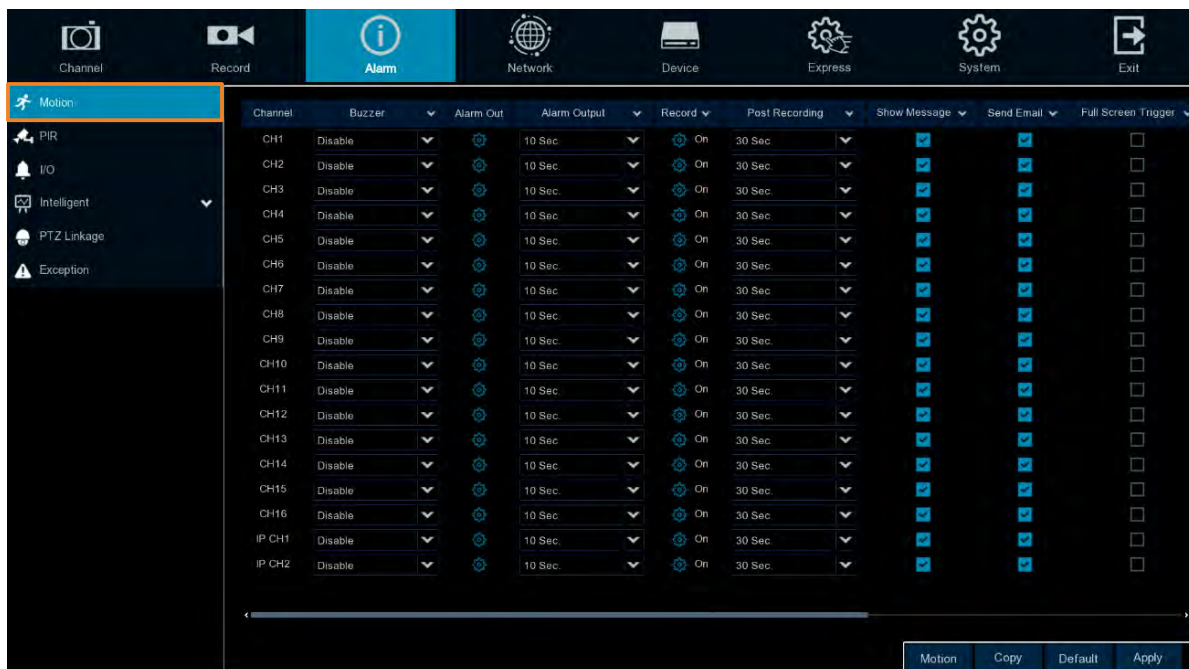 Channel Record Alarm Network Device Express System Exit
Motion
PIR
I/O
Intelligent
PTZ Linkage
Exception
Channel Buzzer Alarm Out Alarm Output Record Post Recording Show Message Send Email Full Screen Trigger
CH1 Disable 10 Sec. On 30 Sec.
CH2 Disable 10 Sec. On 30 Sec.
CH3 Disable 10 Sec. On 30 Sec.
CH4 Disable 10 Sec. On 30 Sec.
CH5 Disable 10 Sec. On 30 Sec.
CH6 Disable 10 Sec. On 30 Sec.
CH7 Disable 10 Sec. On 30 Sec.
CH8 Disable 10 Sec. On 30 Sec.
CH9 Disable 10 Sec. On 30 Sec.
CH10 Disable 10 Sec. On 30 Sec.
CH11 Disable 10 Sec. On 30 Sec.
CH12 Disable 10 Sec. On 30 Sec.
CH13 Disable 10 Sec. On 30 Sec.
CH14 Disable 10 Sec. On 30 Sec.
CH15 Disable 10 Sec. On 30 Sec.
CH16 Disable 10 Sec. On 30 Sec.
IP CH1 Disable 10 Sec. On 30 Sec.
IP CH2 Disable 10 Sec. On 30 Sec.
Motion Copy Default Apply